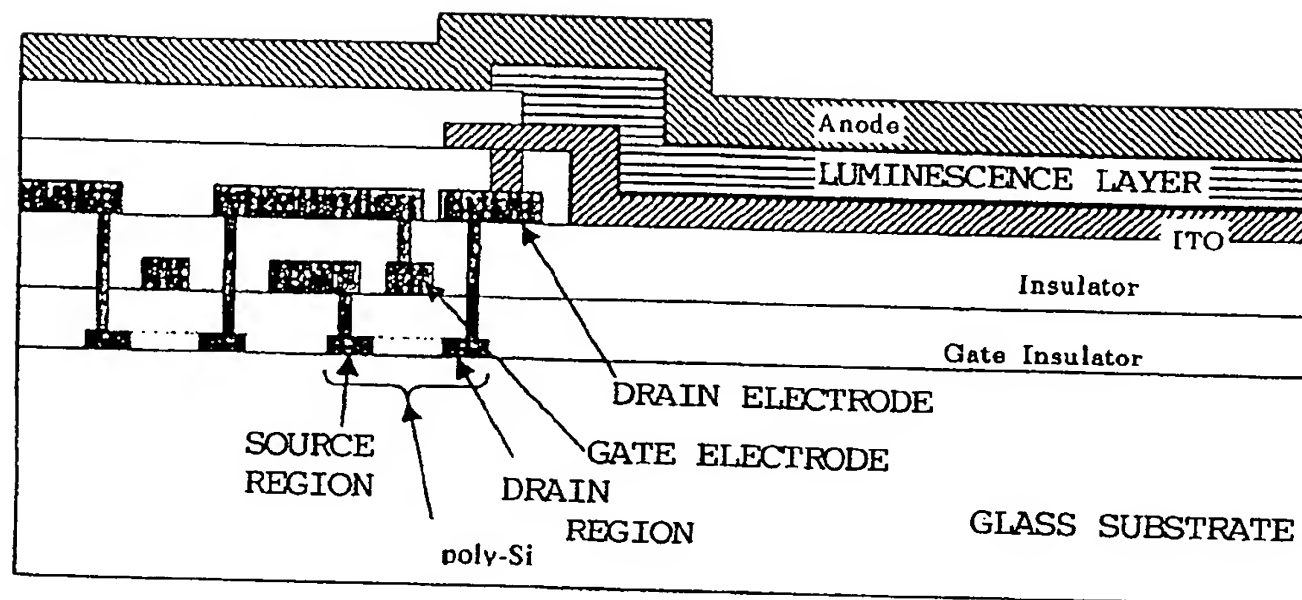 Anode
LUMINESCENCE LAYER
ITO
Insulator
Gate Insulator
DRAIN ELECTRODE
SOURCE
REGION
GATE ELECTRODE
DRAIN
REGION
GLASS SUBSTRATE
poly-Si